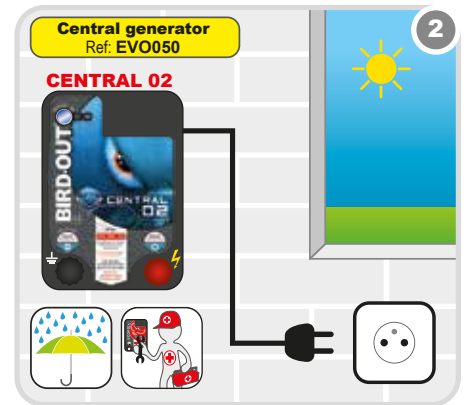 Central generator
Ref: EVO050
2
CENTRAL 02
BIRD-OUT
CENTRAL
02